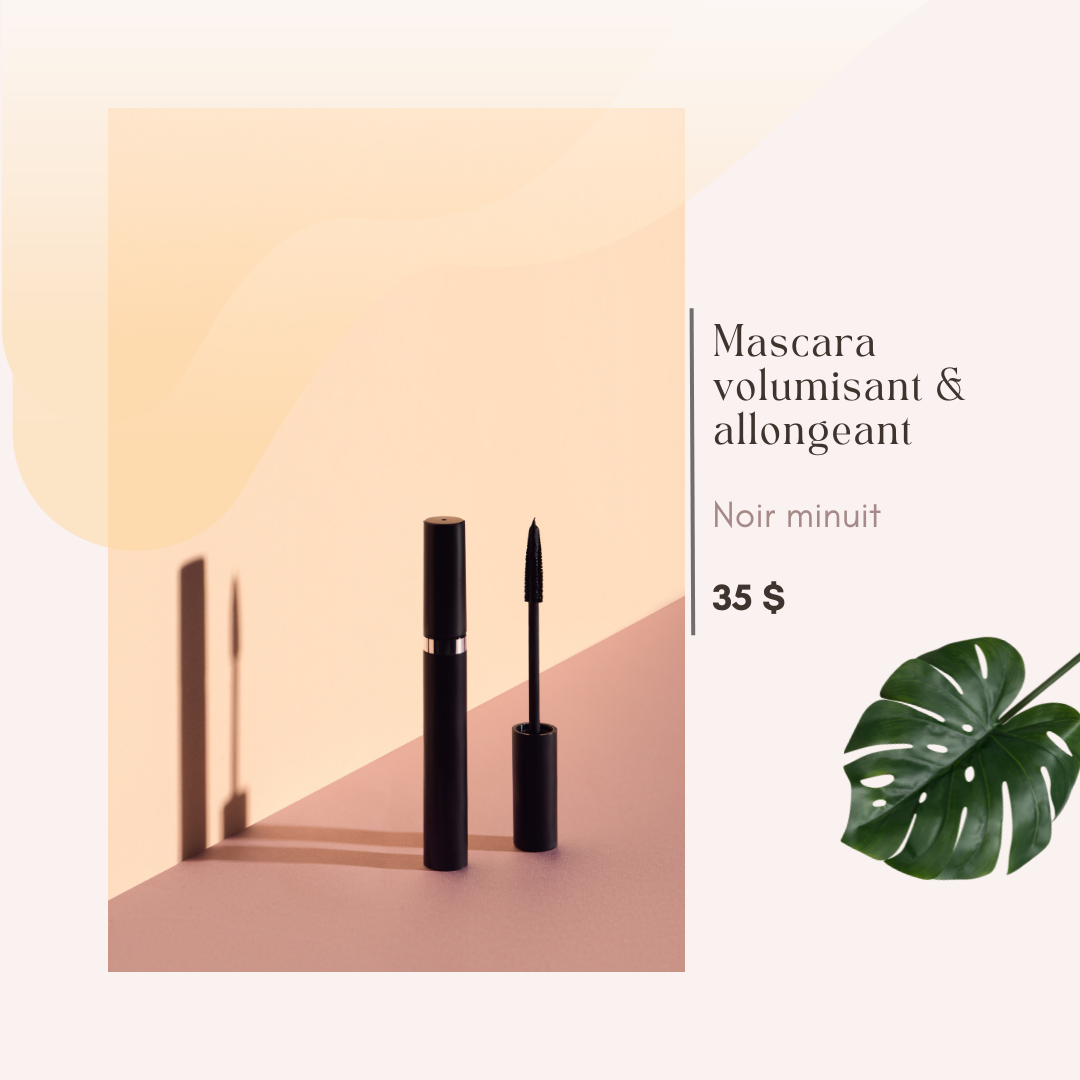 Mascara
volumisant &
allongeant
Noir minuit
35 $